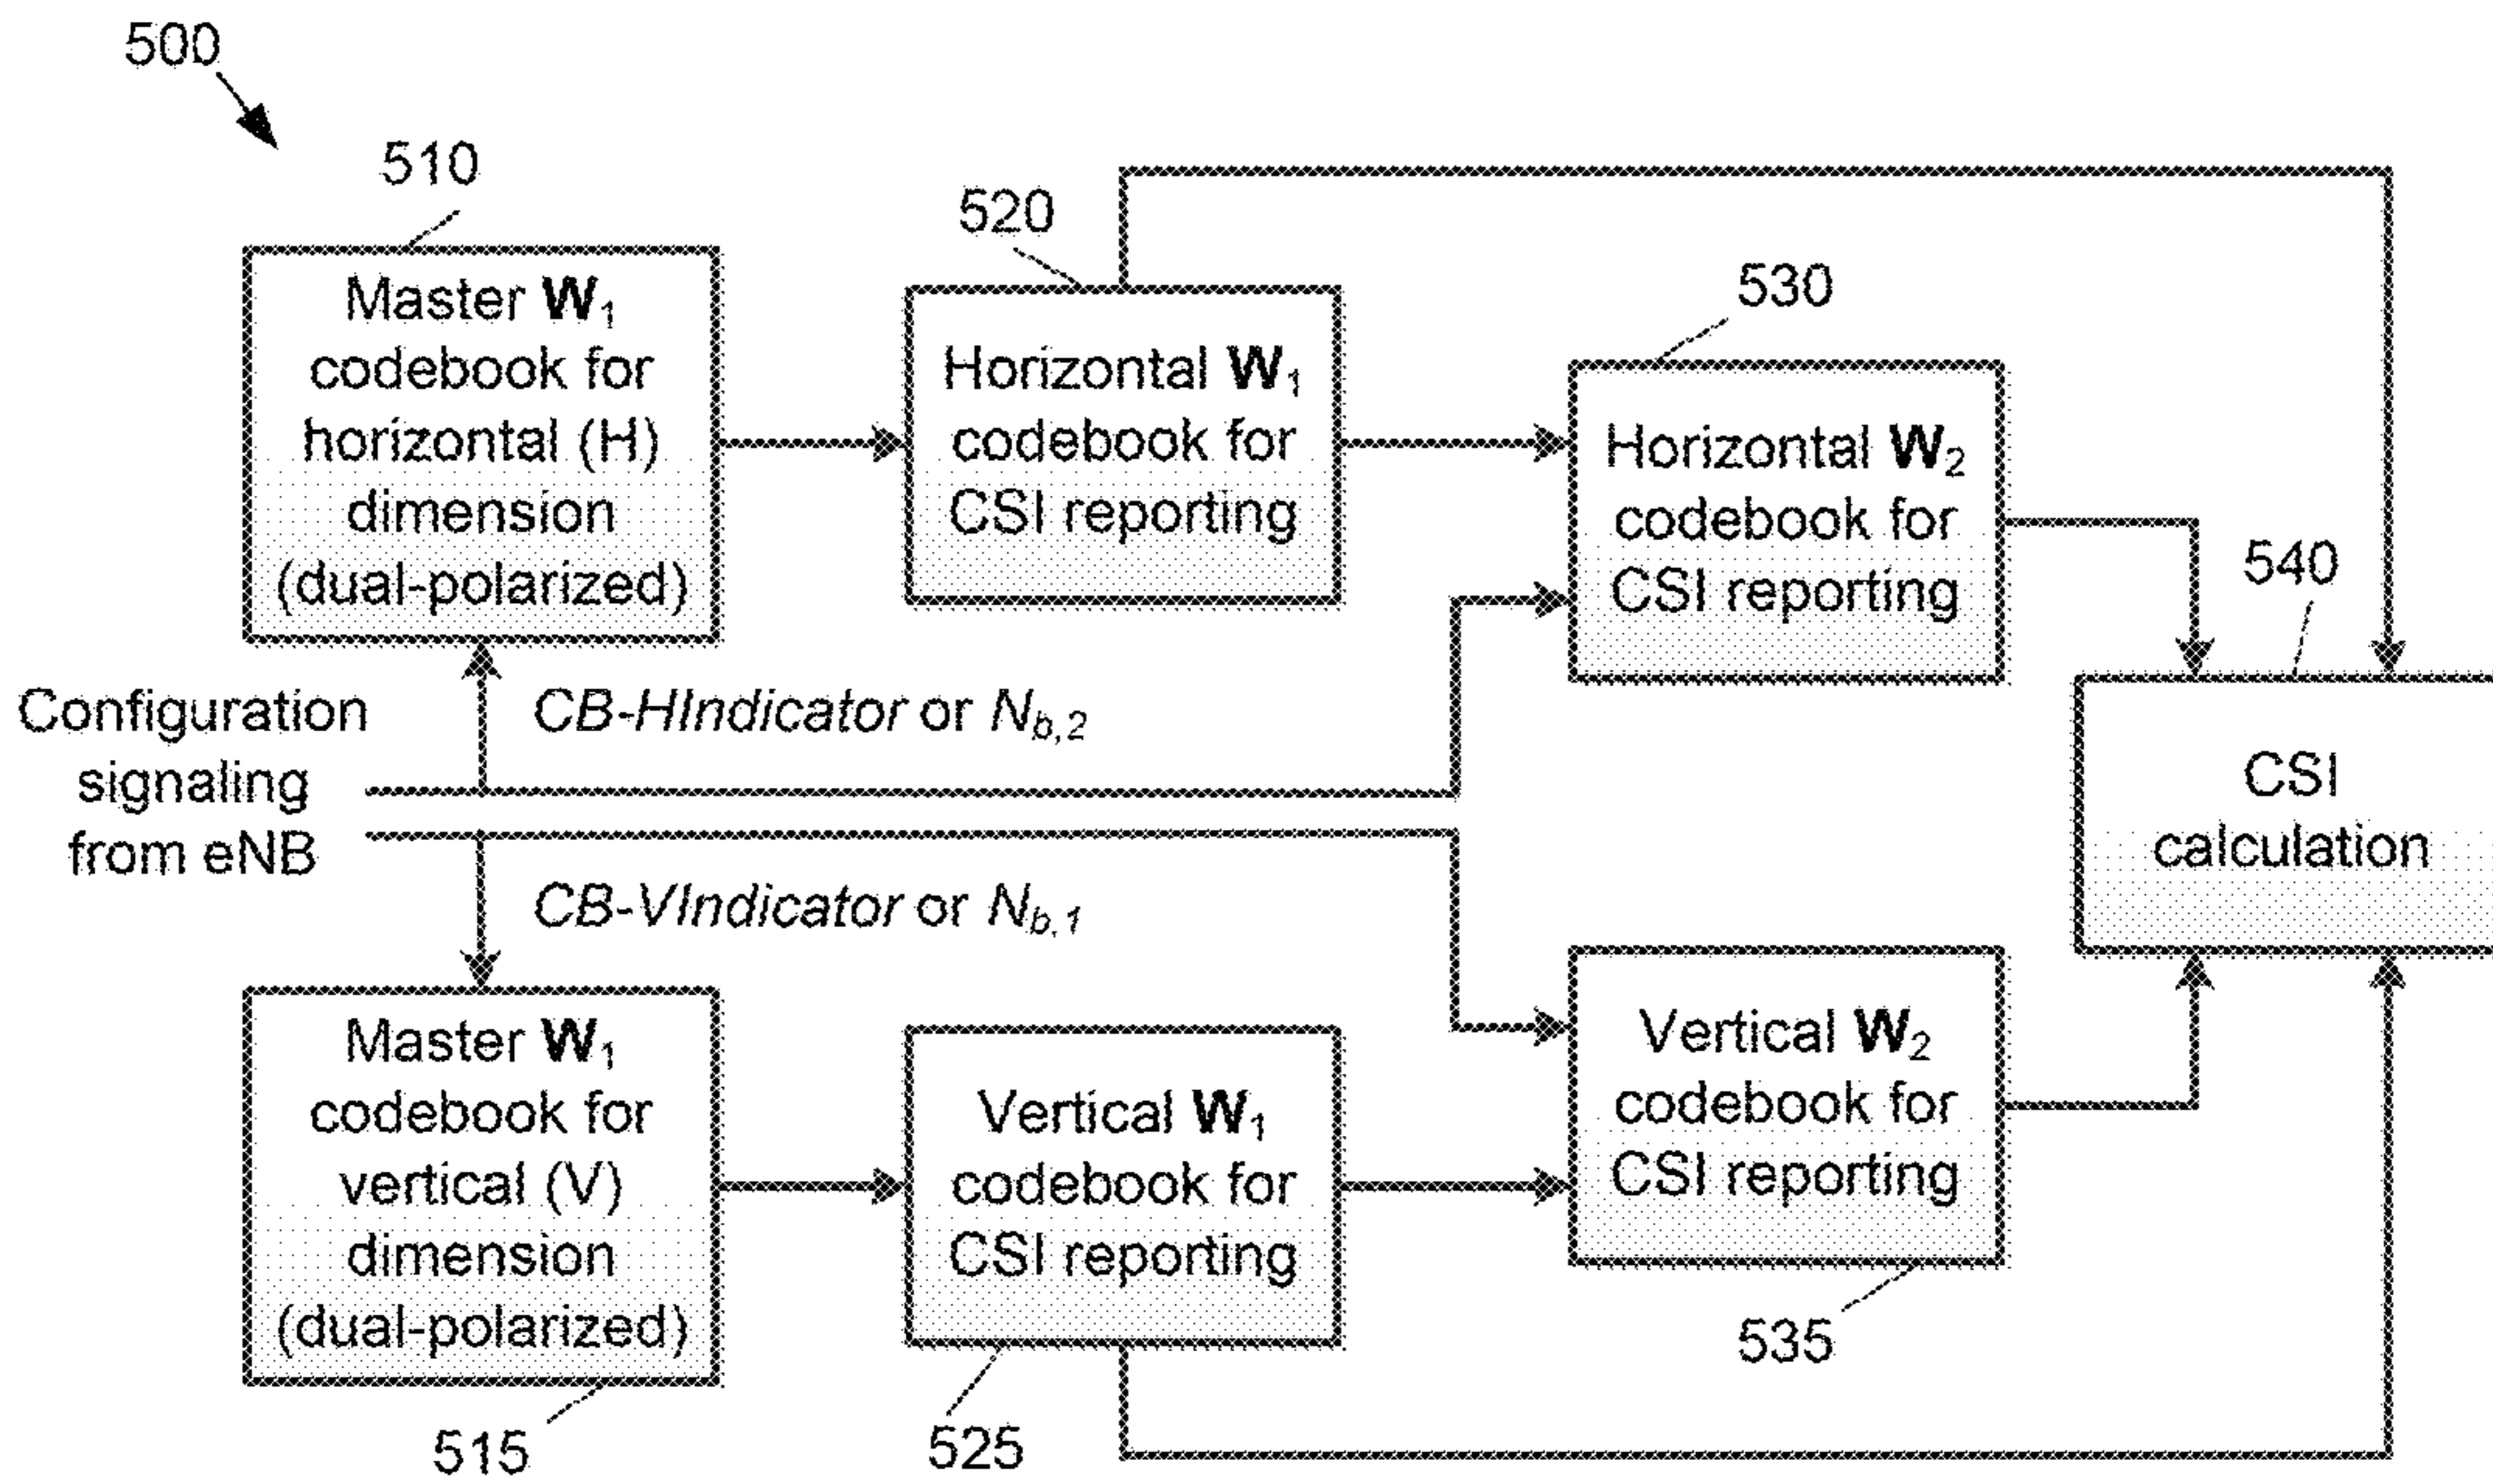 500
510
Master W1
codebook for
horizontal (H)
dimension
(dual-polarized)
520
Horizontal W1
codebook for
CSI reporting
530
Horizontal W2
codebook for
CSI reporting
540
CSI
calculation
Configuration
signaling
from eNB
CB-HIndicator or Nb,2
CB-VIndicator or Nb,1
Master W1
codebook for
vertical (V)
dimension
(dual-polarized)
515
Vertical W1
codebook for
CSI reporting
525
Vertical W2
codebook for
CSI reporting
535